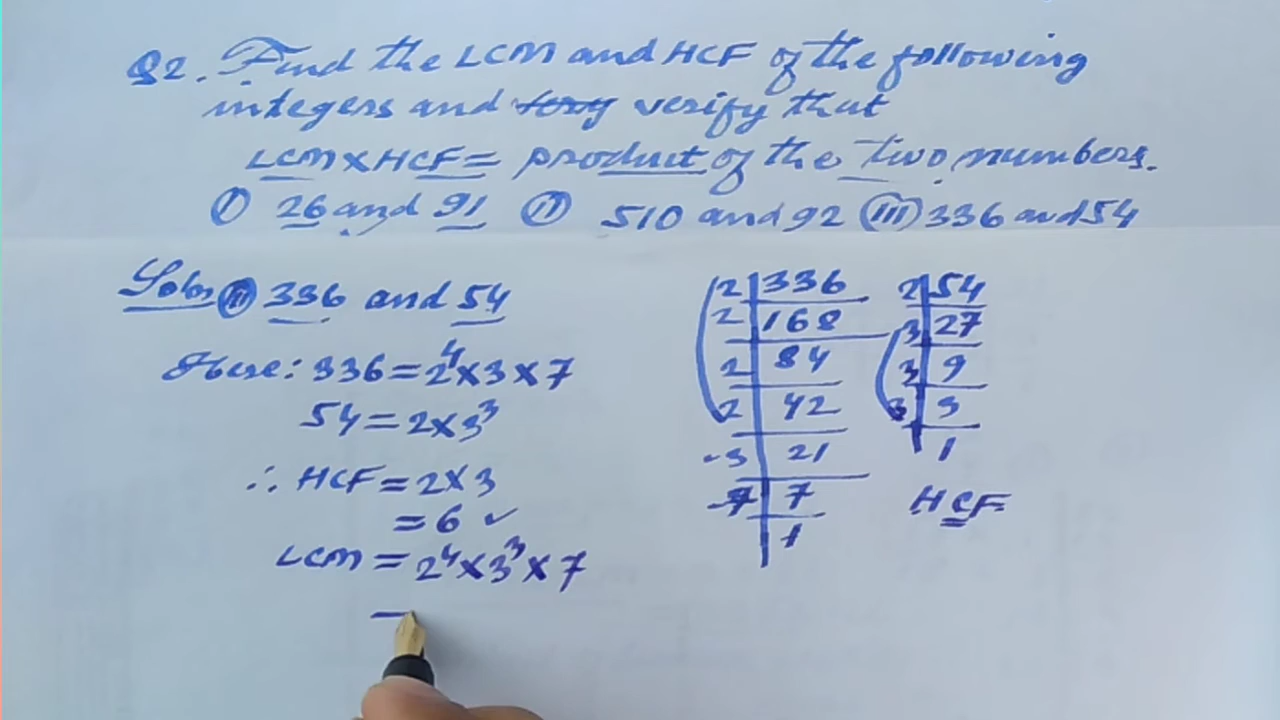 Q2. Find the LCM and HCF of the following
integers and very verify that
LCM×HCF= product of the two numbers.
(i) 26 and 91 (ii) 510 and 92 (iii) 336 and 54
Soln (iii) 336 and 54
Here: 336 = 2⁴×3×7
54 = 2×3³
∴ HCF = 2×3
= 6 ✓
LCM = 2⁴×3³×7
2 | 336
2 | 168
2 | 84
2 | 42
3 | 21
7 | 7
1
2 | 54
3 | 27
3 | 9
3 | 3
1
HCF